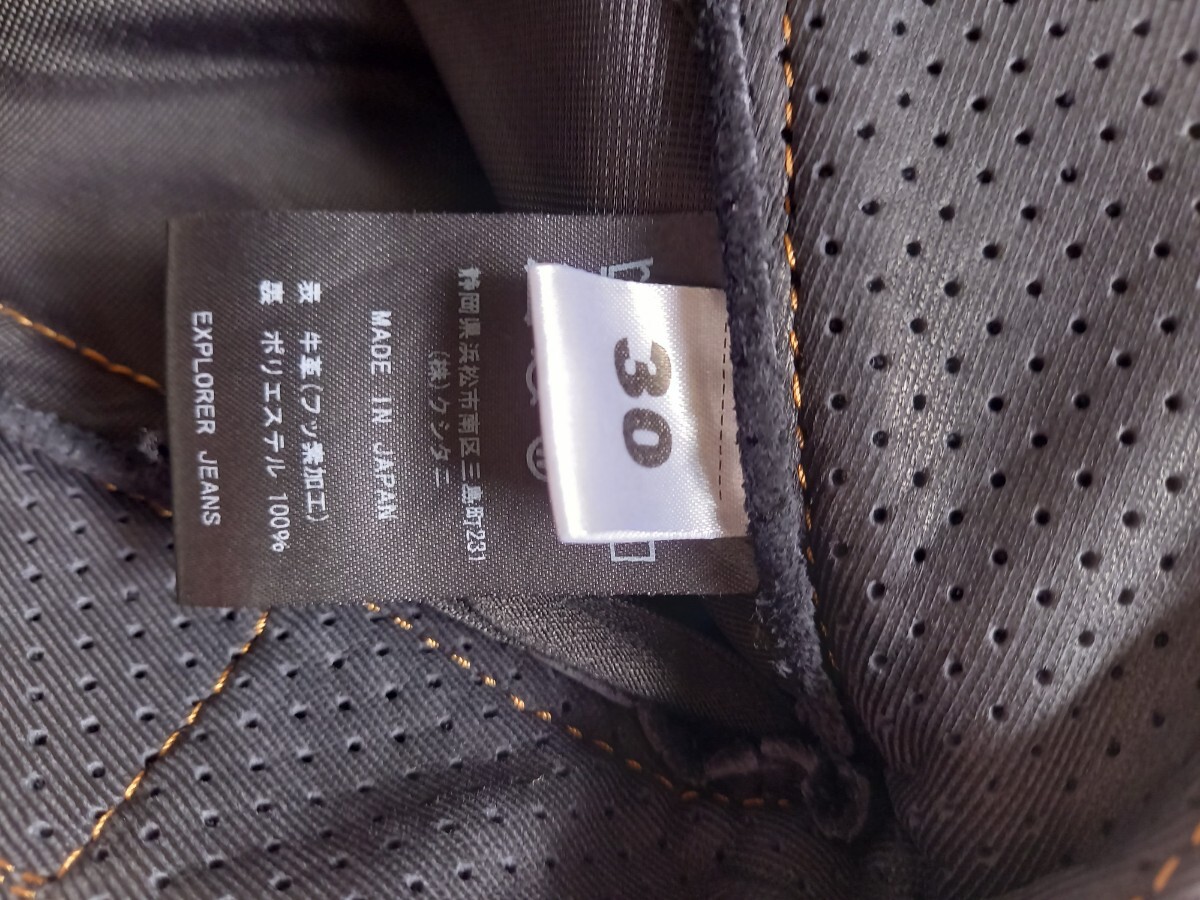 30
静岡県浜松市南区三島町231
(株)クシタニ
MADE IN JAPAN
表 牛革(フッ素加工)
裏 ポリエステル 100%
EXPLORER JEANS